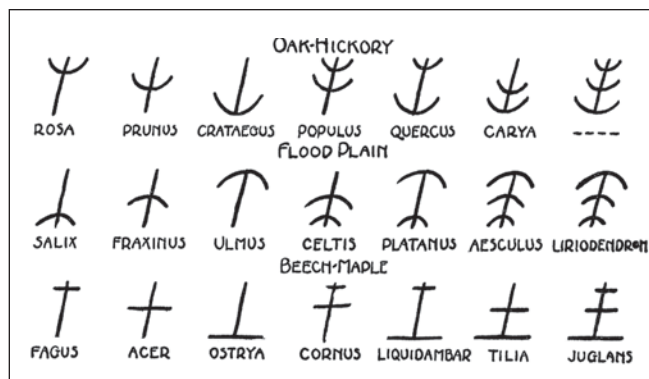 OAK-HICKORY
ROSA PRUNUS CRATAEGUS POPULUS QUERCUS CARYA ----
FLOOD PLAIN
SALIX FRAXINUS ULMUS CELTIS PLATANUS AESCULUS LIRIODENDRON
BEECH-MAPLE
FAGUS ACER OSTRYA CORNUS LIQUIDAMBAR TILIA JUGLANS